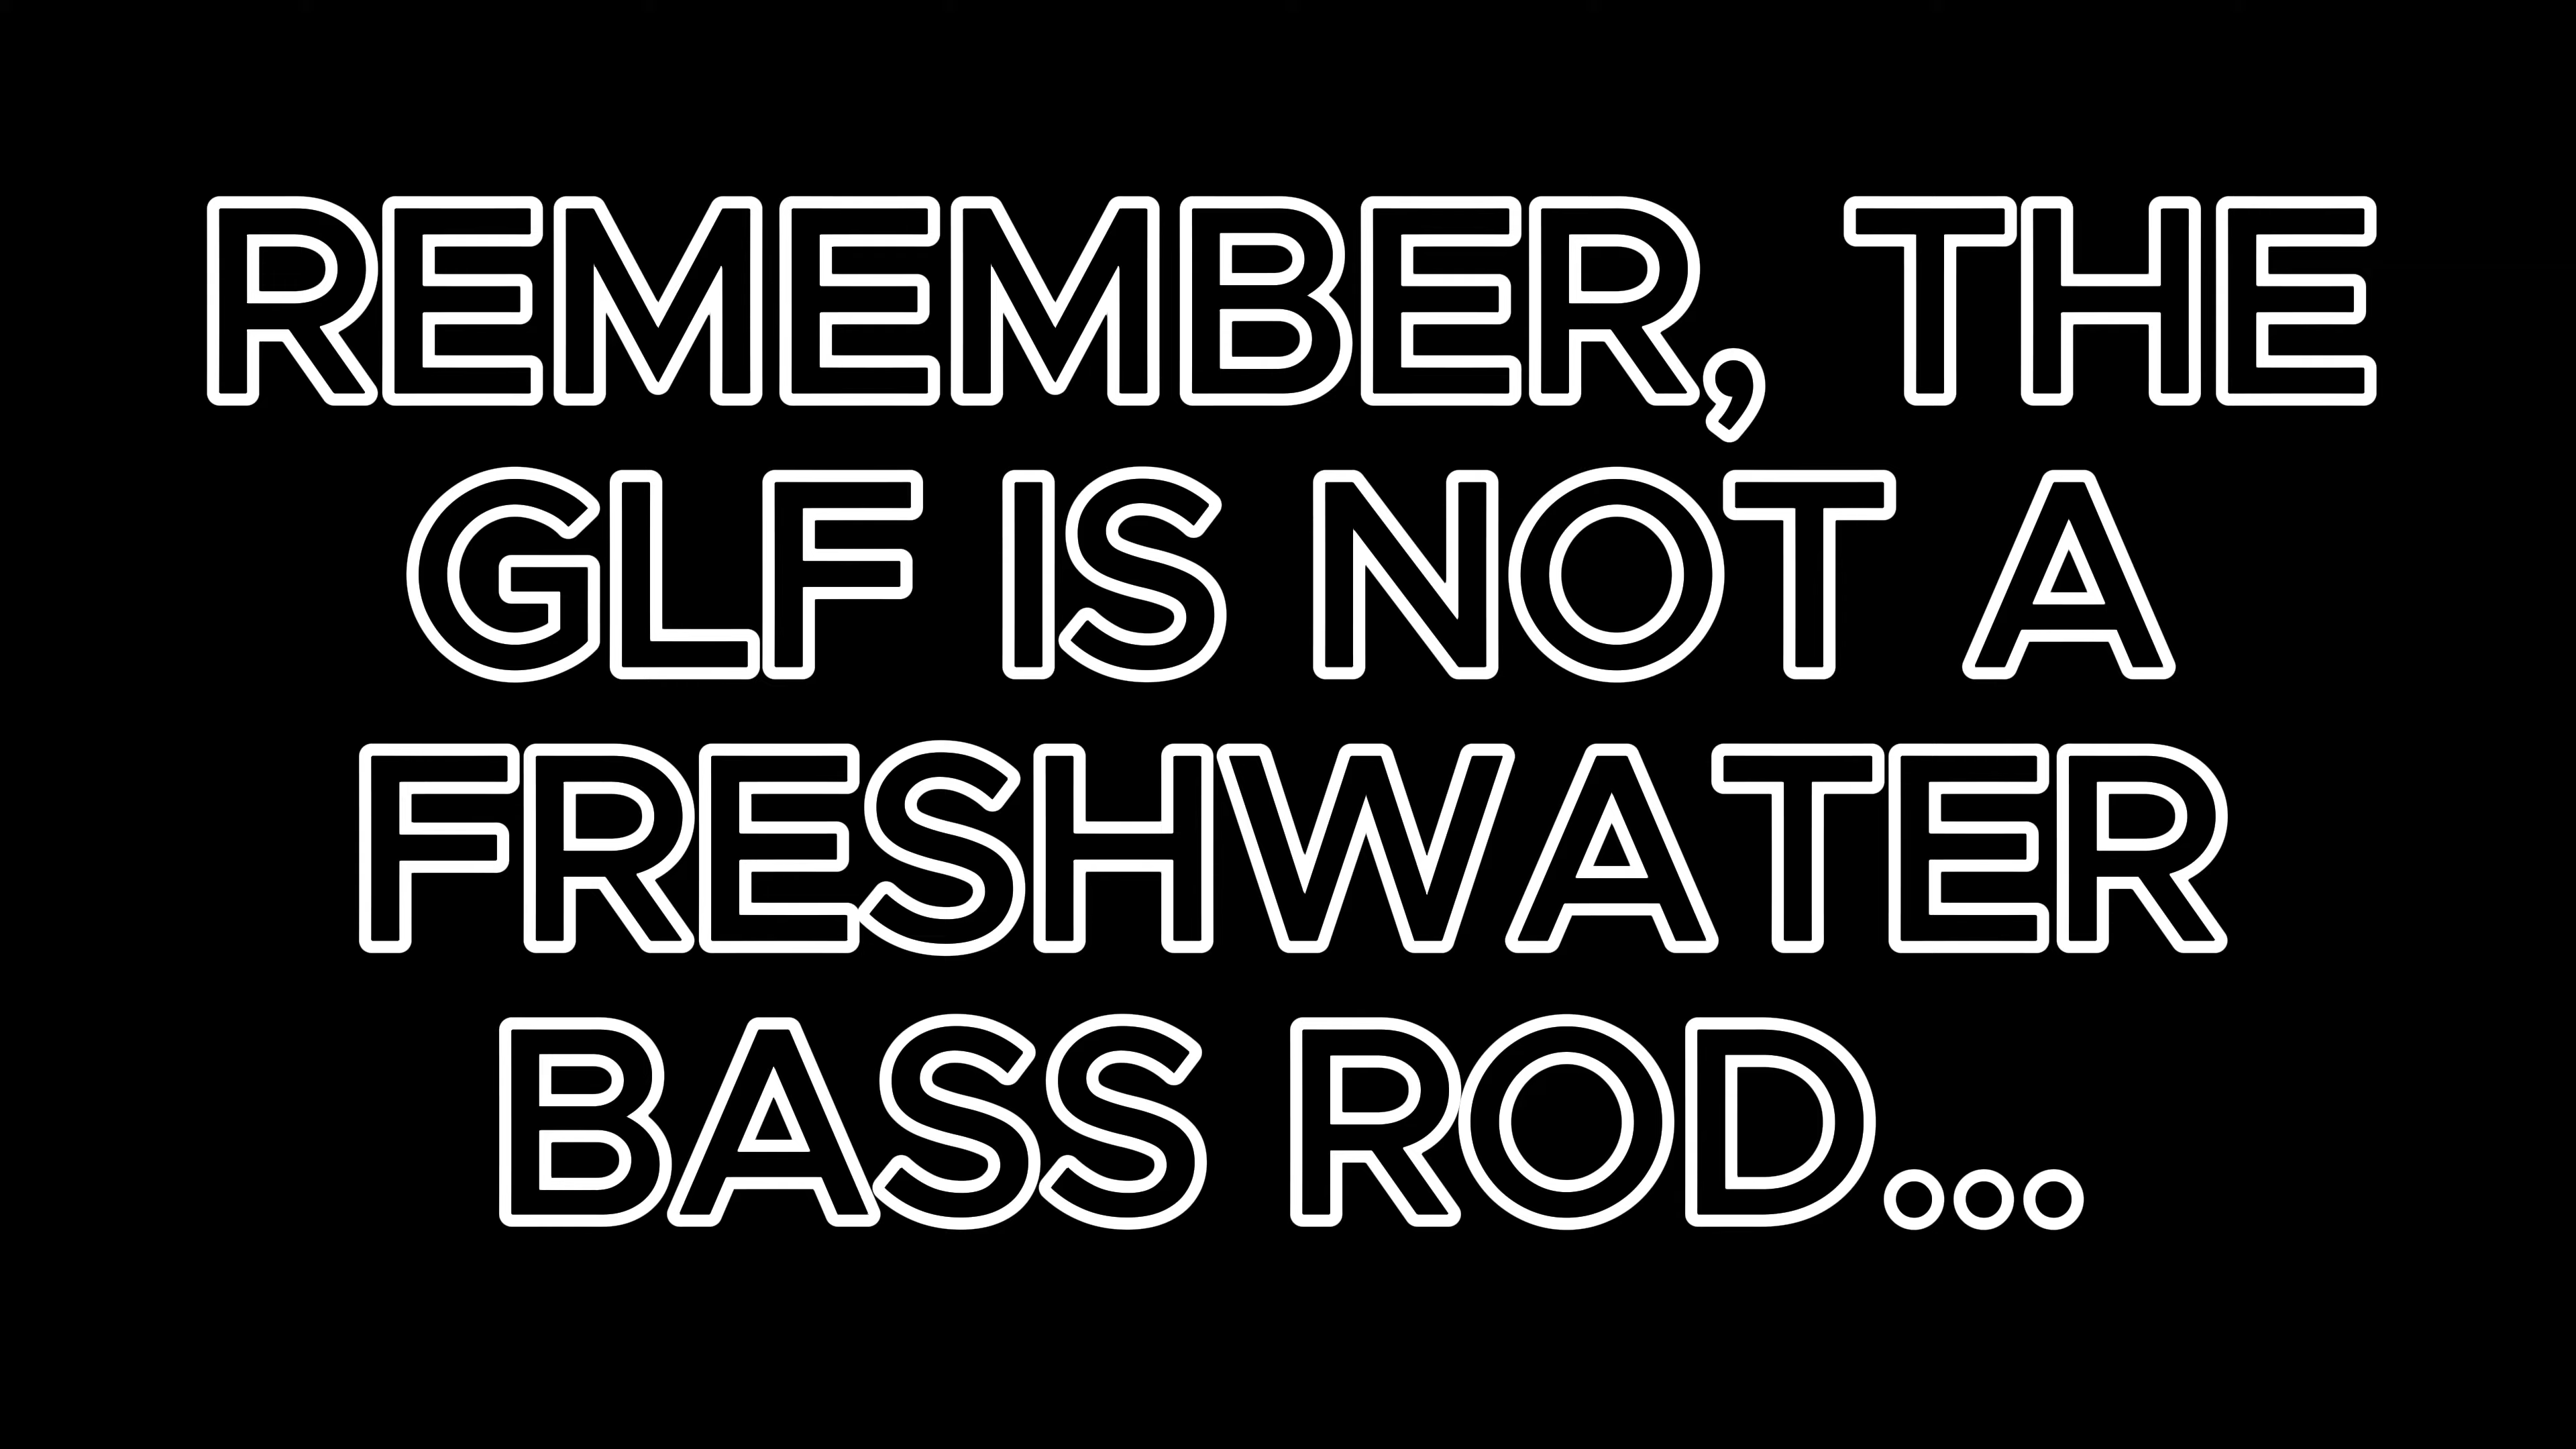 REMEMBER, THE
GLF IS NOT A
FRESHWATER
BASS ROD...